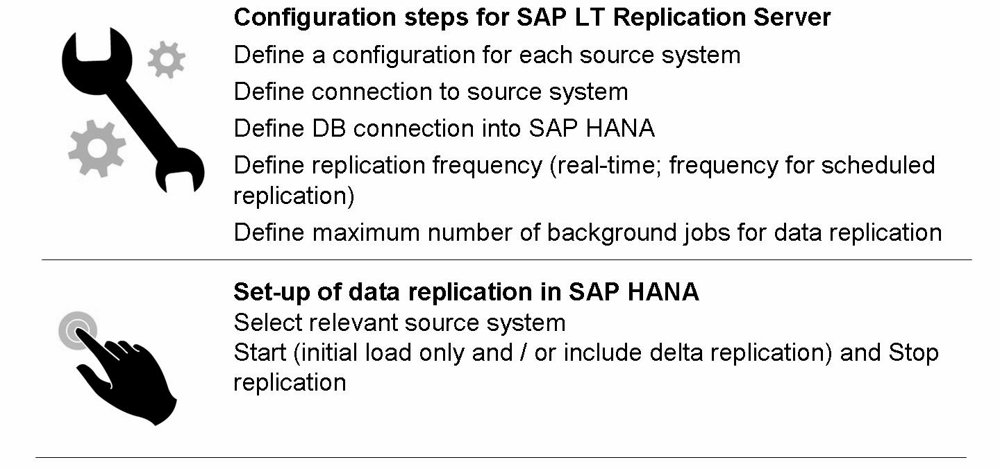 Configuration steps for SAP LT Replication Server
Define a configuration for each source system
Define connection to source system
Define DB connection into SAP HANA
Define replication frequency (real-time; frequency for scheduled
replication)
Define maximum number of background jobs for data replication
Set-up of data replication in SAP HANA
Select relevant source system
Start (initial load only and / or include delta replication) and Stop
replication